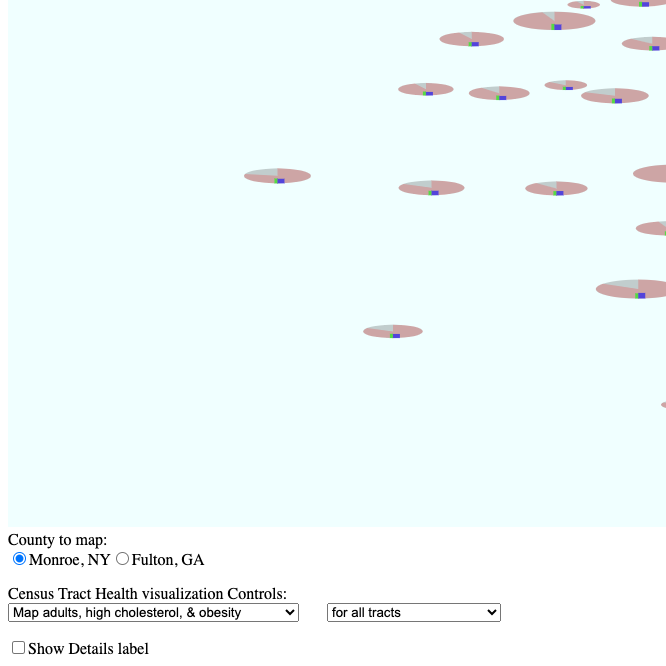 County to map:
Monroe, NY Fulton, GA
Census Tract Health visualization Controls:
Map adults, high cholesterol, & obesity for all tracts
Show Details label